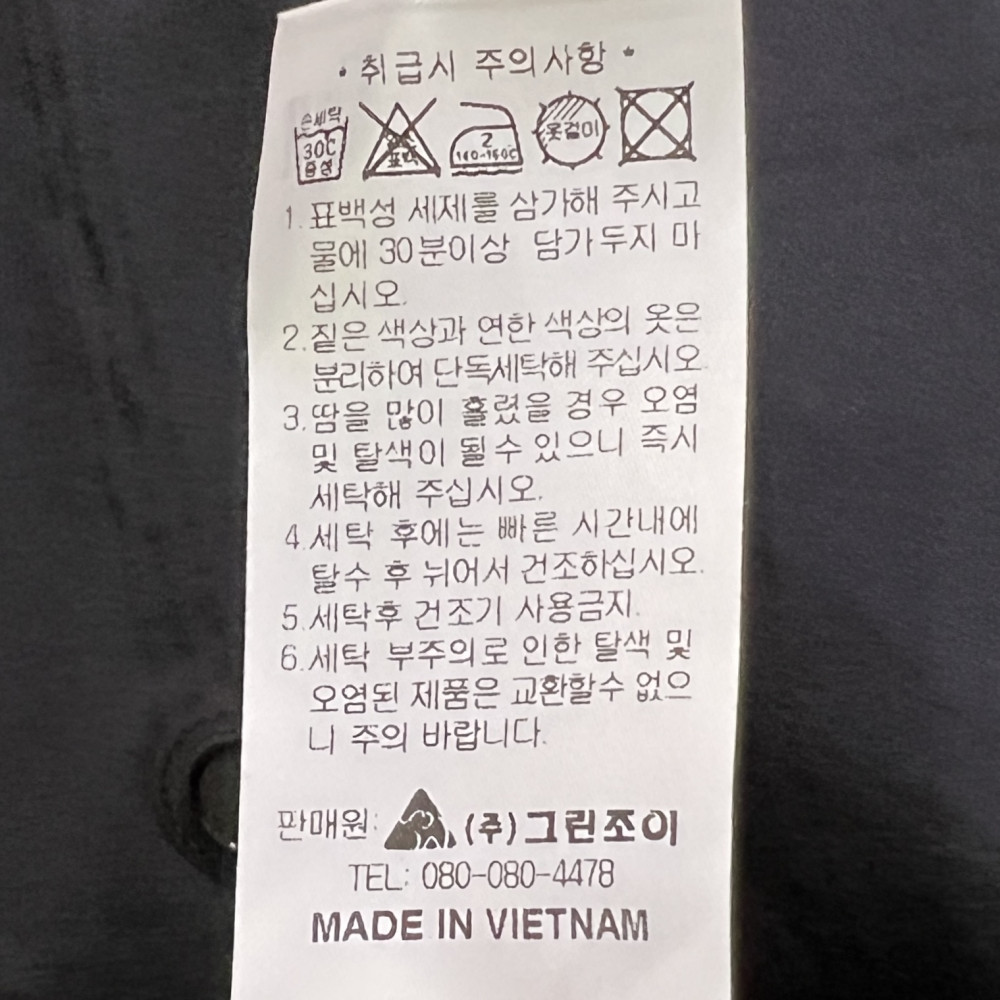 • 취급시 주의사항 •
손세탁 30℃ 중성
표백
2 140-160℃
옷걸이
1. 표백성 세제를 삼가해 주시고
물에 30분이상 담가두지 마
십시오.
2. 짙은 색상과 연한 색상의 옷은
분리하여 단독세탁해 주십시오.
3. 땀을 많이 흘렸을 경우 오염
및 탈색이 될수 있으니 즉시
세탁해 주십시오.
4. 세탁 후에는 빠른 시간내에
탈수 후 뉘어서 건조하십시오.
5. 세탁후 건조기 사용금지.
6. 세탁 부주의로 인한 탈색 및
오염된 제품은 교환할수 없으
니 주의 바랍니다.
판매원: (주)그린조이
TEL: 080-080-4478
MADE IN VIETNAM